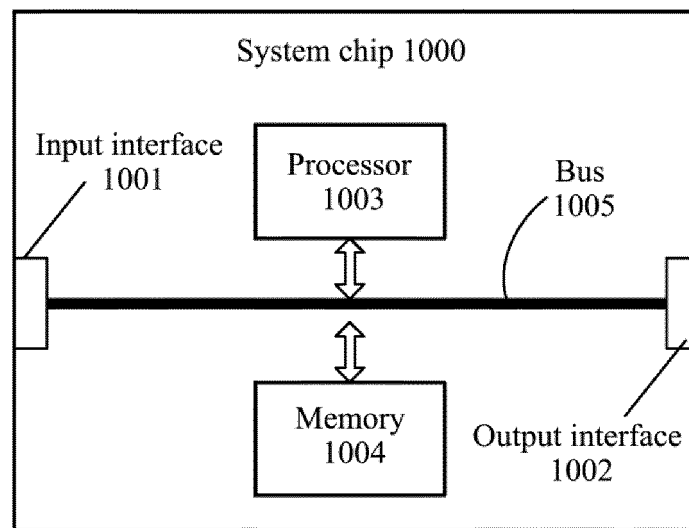 System chip 1000
Input interface
1001
Processor
1003
Bus
1005
Memory
1004
Output interface
1002